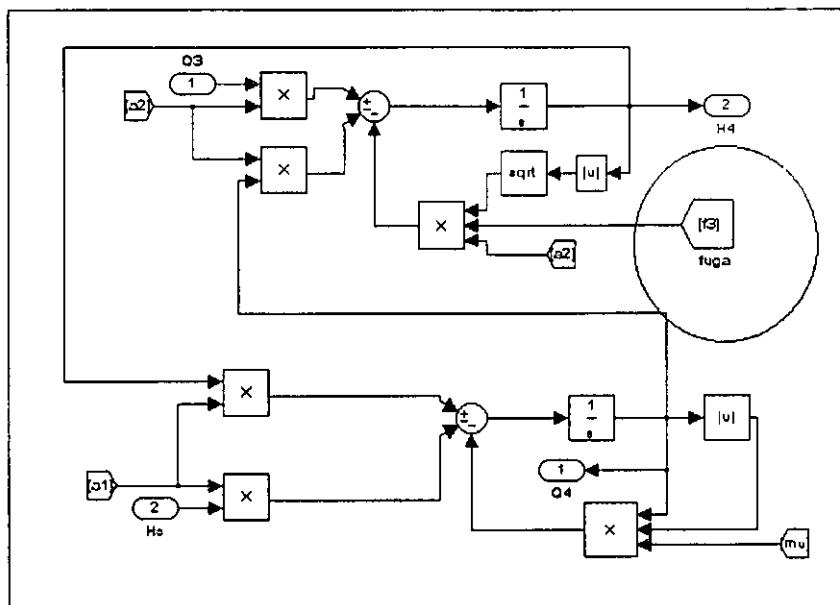 Q3
1
[a2]
×
×
+
−
−
1
s
2
H4
sqrt
|u|
×
[f3]
fuga
[a2]
×
[a1]
2
Hs
×
+
−
−
1
s
|u|
1
Q4
×
mu